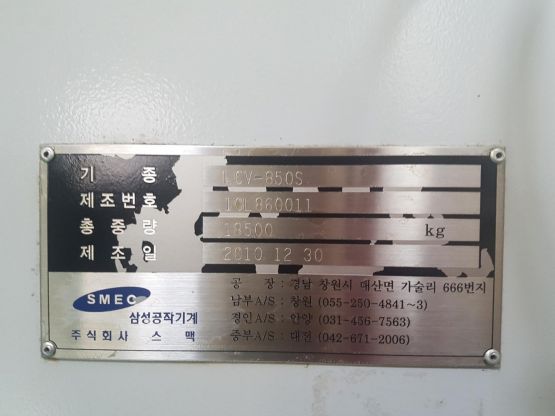 기 종 LCV-850S
제조번호 10L860011
총 중 량 18500 kg
제 조 일 2010 12 30
SMEC
삼성공작기계
주식회사 스 맥
공 장 : 경남 창원시 대산면 가술리 666번지
남부A/S : 창원 (055-250-4841~3)
경인A/S : 안양 (031-456-7563)
중부A/S : 대전 (042-671-2006)